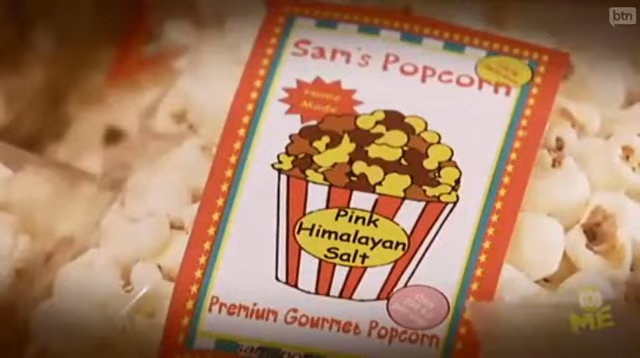 btn
Sam's Popcorn
Home
Made
Pink
Himalayan
Salt
Premium Gourmet Popcorn
ME